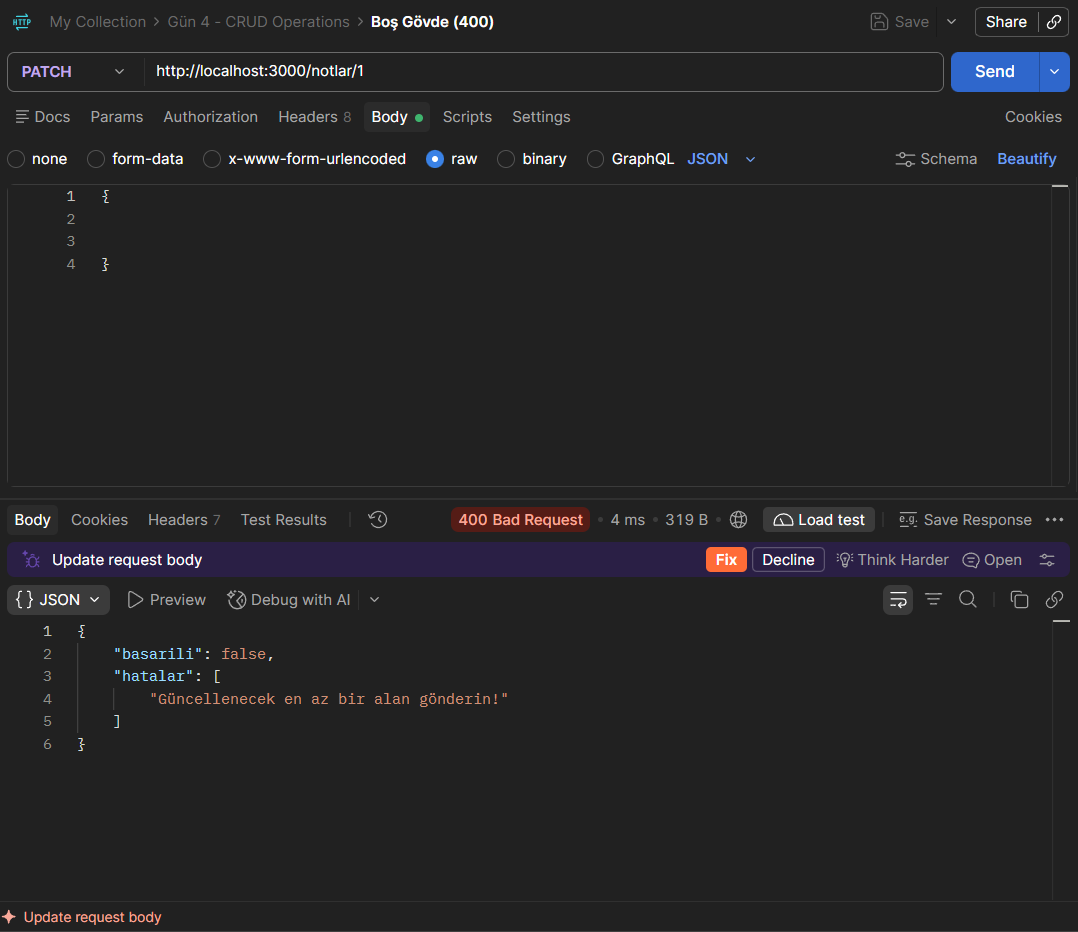 HTTP My Collection > Gün 4 - CRUD Operations > Boş Gövde (400) Save Share
PATCH http://localhost:3000/notlar/1 Send
Docs Params Authorization Headers 8 Body Scripts Settings Cookies
none form-data x-www-form-urlencoded raw binary GraphQL JSON Schema Beautify
1 {
2
3
4 }
Body Cookies Headers 7 Test Results 400 Bad Request • 4 ms • 319 B • Load test e.g. Save Response
Update request body Fix Decline Think Harder Open
{} JSON Preview Debug with AI
1 {
2 "basarili": false,
3 "hatalar": [
4 "Güncellenecek en az bir alan gönderin!"
5 ]
6 }
Update request body